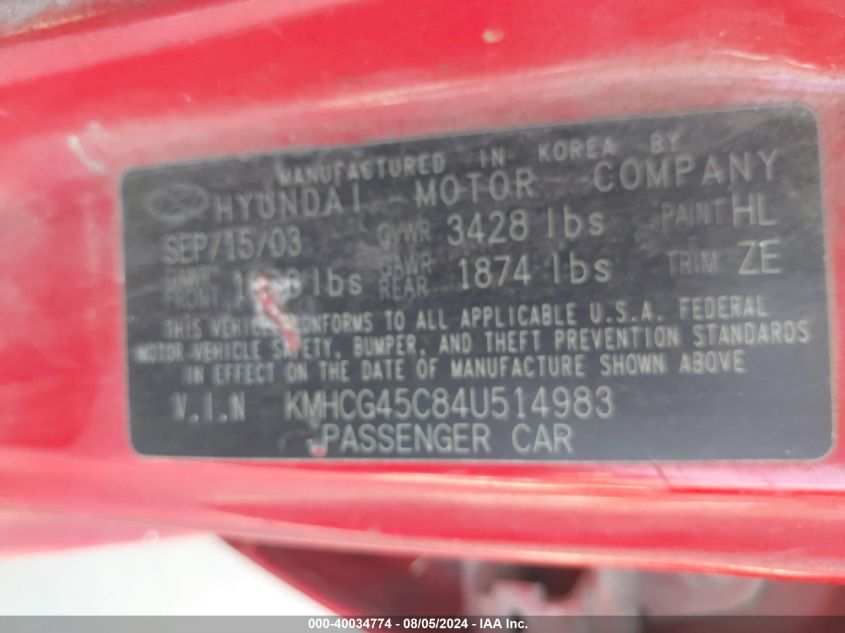 MANUFACTURED IN KOREA BY
HYUNDAI MOTOR COMPANY
SEP/15/03 GVWR 3428 lbs PAINT HL
FRONT lbs GAWR REAR 1874 lbs TRIM ZE
THIS VEHICLE CONFORMS TO ALL APPLICABLE U.S.A. FEDERAL
MOTOR VEHICLE SAFETY, BUMPER, AND THEFT PREVENTION STANDARDS
IN EFFECT ON THE DATE OF MANUFACTURE SHOWN ABOVE
V.I.N KMHCG45C84U514983
PASSENGER CAR
000-40034774 - 08/05/2024 - IAA Inc.